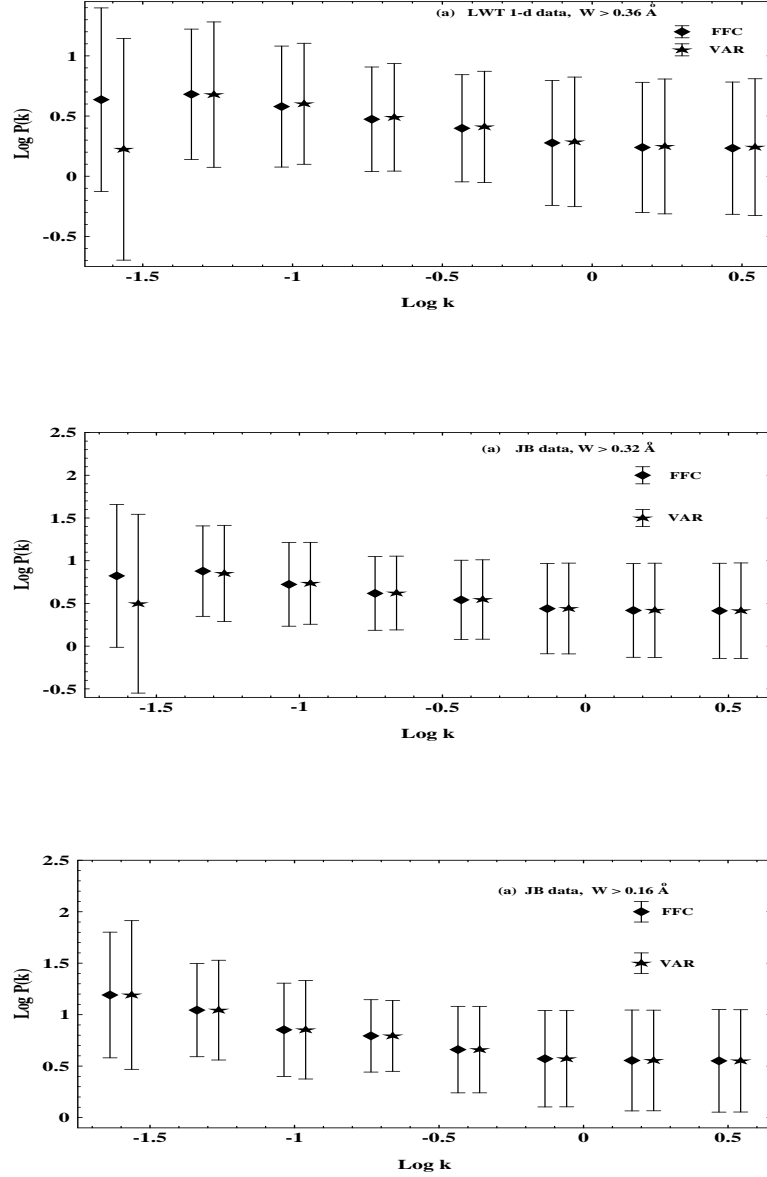 (a) LWT 1-d data, W > 0.36 Å
FFC
VAR
1
0.5
0
-0.5
Log P(k)
-1.5 -1 -0.5 0 0.5
Log k
2.5
(a) JB data, W > 0.32 Å
FFC
VAR
2
1.5
1
0.5
0
-0.5
Log P(k)
-1.5 -1 -0.5 0 0.5
Log k
2.5
(a) JB data, W > 0.16 Å
FFC
VAR
2
1.5
1
0.5
0
Log P(k)
-1.5 -1 -0.5 0 0.5
Log k